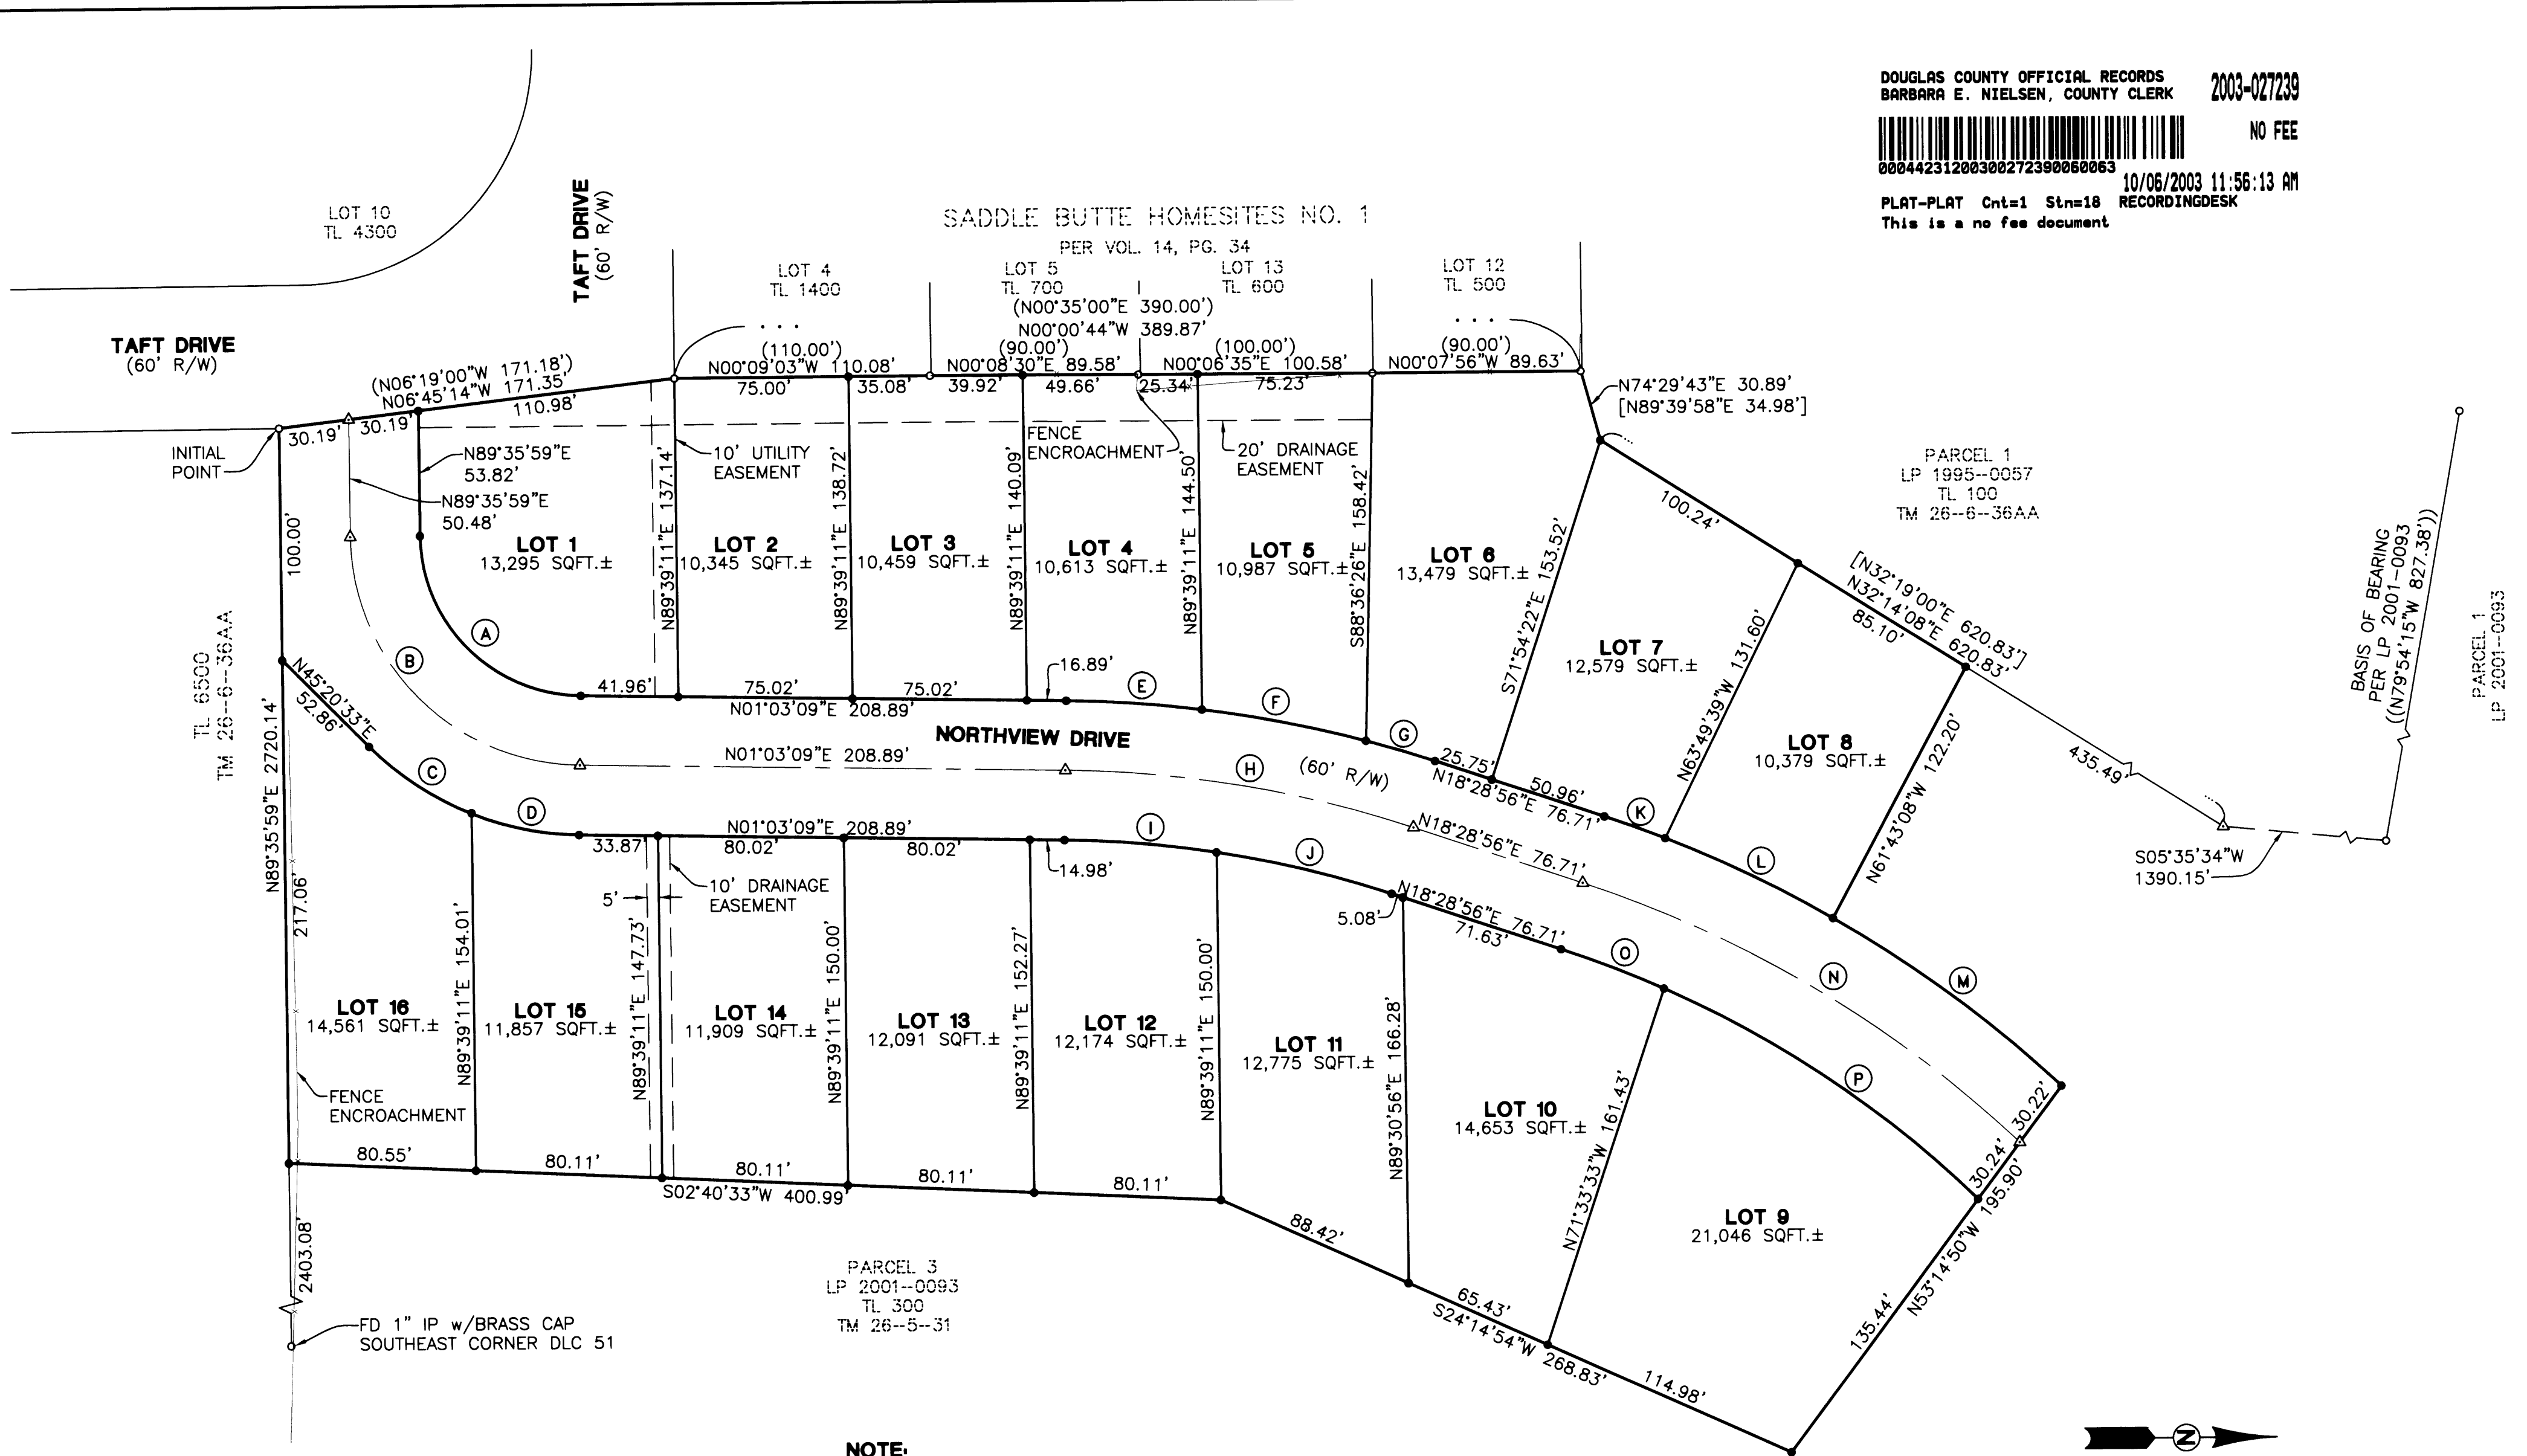 DOUGLAS COUNTY OFFICIAL RECORDS
BARBARA E. NIELSEN, COUNTY CLERK
2003-027239
NO FEE
00044231200300272390060063
10/06/2003 11:56:13 AM
PLAT-PLAT Cnt=1 Stn=18 RECORDINGDESK
This is a no fee document
LOT 10
TL 4300
TAFT DRIVE
(60' R/W)
SADDLE BUTTE HOMESITES NO. 1
PER VOL. 14, PG. 34
LOT 4
TL 1400
LOT 5
TL 700
LOT 13
TL 600
LOT 12
TL 500
(N00°35'00"E 390.00')
N00°00'44"W 389.87'
TAFT DRIVE
(60' R/W)
(N06°19'00"W 171.18')
N06°45'14"W 171.35'
110.98'
30.19'
30.19'
(110.00')
N00°09'03"W 110.08'
75.00'
35.08'
(90.00')
N00°08'30"E 89.58'
39.92'
49.66'
(100.00')
N00°06'35"E 100.58'
25.34'
75.23'
(90.00')
N00°07'56"W 89.63'
N74°29'43"E 30.89'
[N89°39'58"E 34.98']
INITIAL
POINT
N89°35'59"E
53.82'
N89°35'59"E
50.48'
10' UTILITY
EASEMENT
FENCE
ENCROACHMENT
20' DRAINAGE
EASEMENT
PARCEL 1
LP 1995--0057
TL 100
TM 26--6--36AA
BASIS OF BEARING
PER LP 2001-0093
((N79°54'15"W 827.38'))
PARCEL 1
LP 2001-0093
100.00'
TL 6500
TM 26--6--36AA
LOT 1
13,295 SQFT.±
N89°39'11"E 137.14'
LOT 2
10,345 SQFT.±
N89°39'11"E 138.72'
LOT 3
10,459 SQFT.±
N89°39'11"E 140.09'
LOT 4
10,613 SQFT.±
N89°39'11"E 144.50'
LOT 5
10,987 SQFT.±
S88°36'26"E 158.42'
LOT 6
13,479 SQFT.±
S71°54'22"E 153.52'
LOT 7
12,579 SQFT.±
N63°49'39"W 131.60'
LOT 8
10,379 SQFT.±
N61°43'08"W 122.20'
100.24'
[N32°19'00"E 620.83']
N32°14'08"E 620.83'
85.10'
435.49'
S05°35'34"W
1390.15'
A
B
C
D
E
F
G
H
I
J
K
L
M
N
O
P
N45°20'33"E
52.86'
41.96'
75.02'
75.02'
16.89'
N01°03'09"E 208.89'
NORTHVIEW DRIVE
(60' R/W)
N01°03'09"E 208.89'
25.75'
50.96'
N18°28'56"E 76.71'
N18°28'56"E 76.71'
N01°03'09"E 208.89'
33.87'
80.02'
80.02'
14.98'
5.08'
N18°28'56"E 76.71'
71.63'
5'
10' DRAINAGE
EASEMENT
N89°35'59"E 2720.14'
217.06'
LOT 16
14,561 SQFT.±
N89°39'11"E 154.01'
LOT 15
11,857 SQFT.±
N89°39'11"E 147.73'
LOT 14
11,909 SQFT.±
N89°39'11"E 150.00'
LOT 13
12,091 SQFT.±
N89°39'11"E 152.27'
LOT 12
12,174 SQFT.±
N89°39'11"E 150.00'
LOT 11
12,775 SQFT.±
N89°30'56"E 166.28'
LOT 10
14,653 SQFT.±
N71°33'33"W 161.43'
LOT 9
21,046 SQFT.±
30.22'
30.24'
N53°14'50"W 195.90'
135.44'
FENCE
ENCROACHMENT
80.55'
80.11'
80.11'
80.11'
80.11'
S02°40'33"W 400.99'
88.42'
65.43'
S24°14'54"W 268.83'
114.98'
2403.08'
FD 1" IP w/BRASS CAP
SOUTHEAST CORNER DLC 51
PARCEL 3
LP 2001--0093
TL 300
TM 26--5--31
NOTE:
N